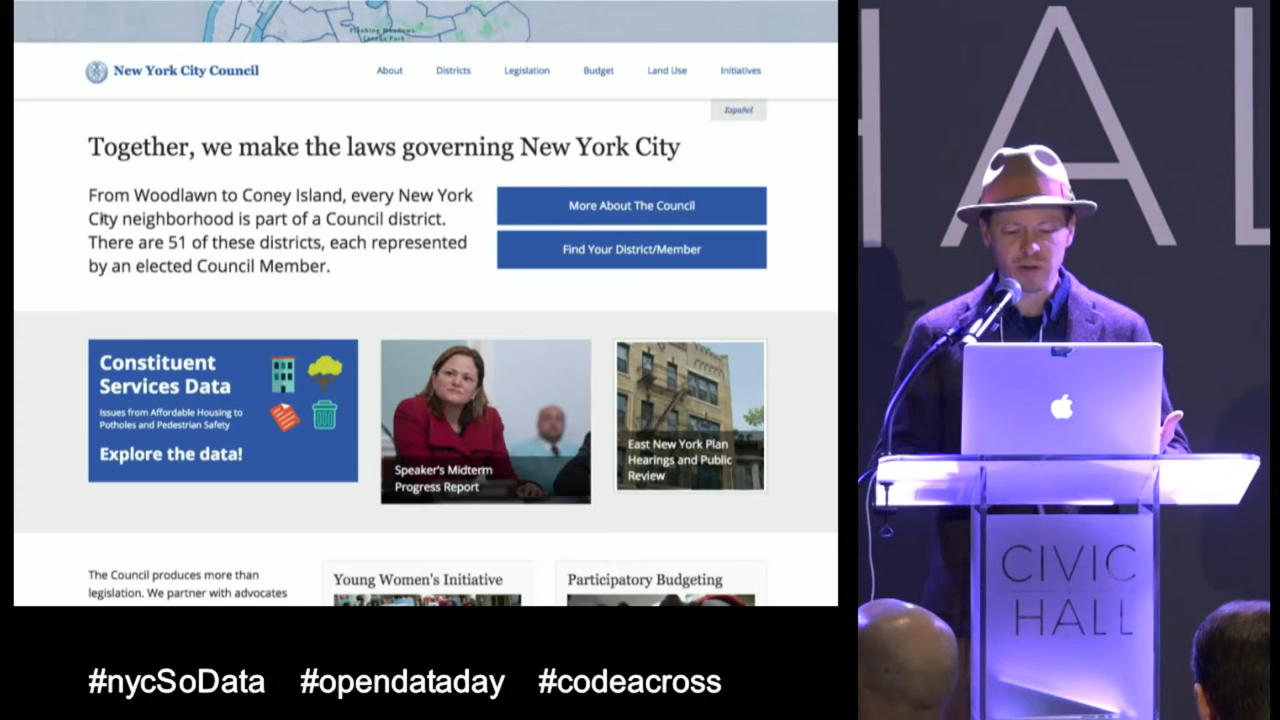 Flushing Meadows
Corona Park
New York City Council
About Districts Legislation Budget Land Use Initiatives
Español
Together, we make the laws governing New York City
From Woodlawn to Coney Island, every New York
City neighborhood is part of a Council district.
There are 51 of these districts, each represented
by an elected Council Member.
More About The Council
Find Your District/Member
Constituent
Services Data
Issues from Affordable Housing to
Potholes and Pedestrian Safety
Explore the data!
Speaker's Midterm
Progress Report
East New York Plan
Hearings and Public
Review
The Council produces more than
legislation. We partner with advocates
Young Women's Initiative
Participatory Budgeting
#nycSoData #opendataday #codeacross
HAL
CIVIC
HALL